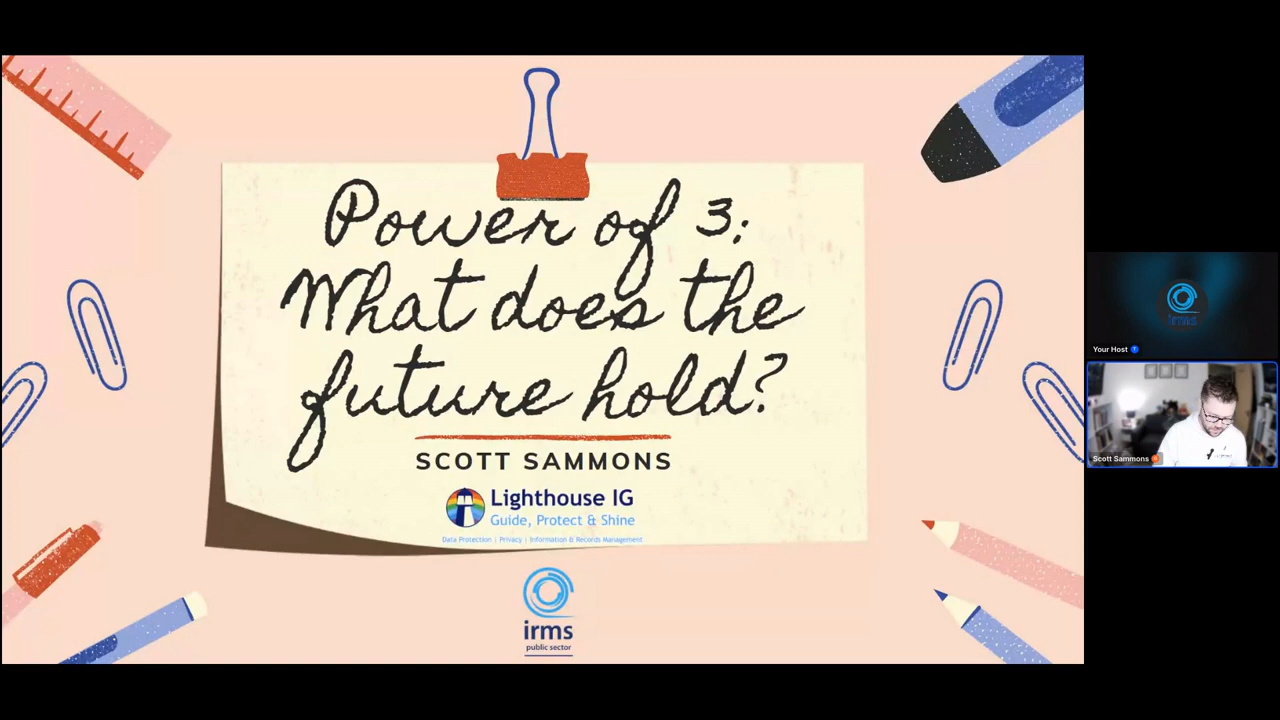 Power of 3:
What does the
future hold?
SCOTT SAMMONS
Lighthouse IG
Guide, Protect & Shine
Data Protection | Privacy | Information & Records Management
irms
public sector
irms
Your Host
Scott Sammons